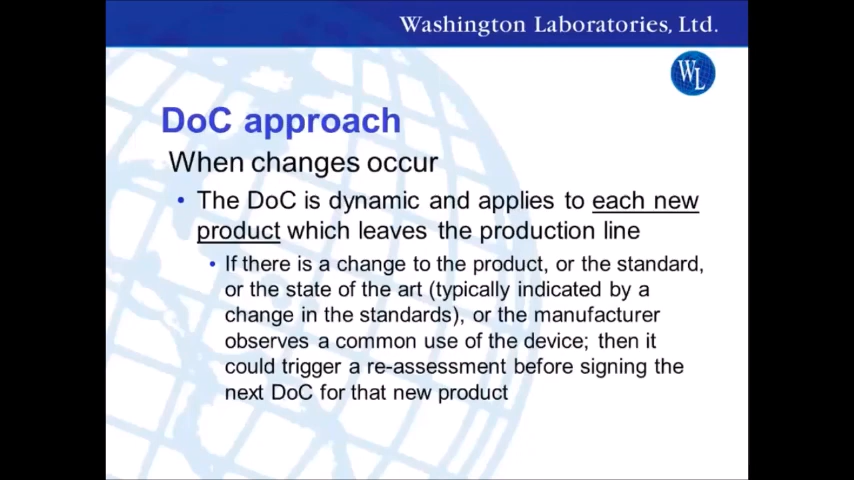 Washington Laboratories, Ltd.
WL
DoC approach
When changes occur
• The DoC is dynamic and applies to each new
product which leaves the production line
• If there is a change to the product, or the standard,
or the state of the art (typically indicated by a
change in the standards), or the manufacturer
observes a common use of the device; then it
could trigger a re-assessment before signing the
next DoC for that new product